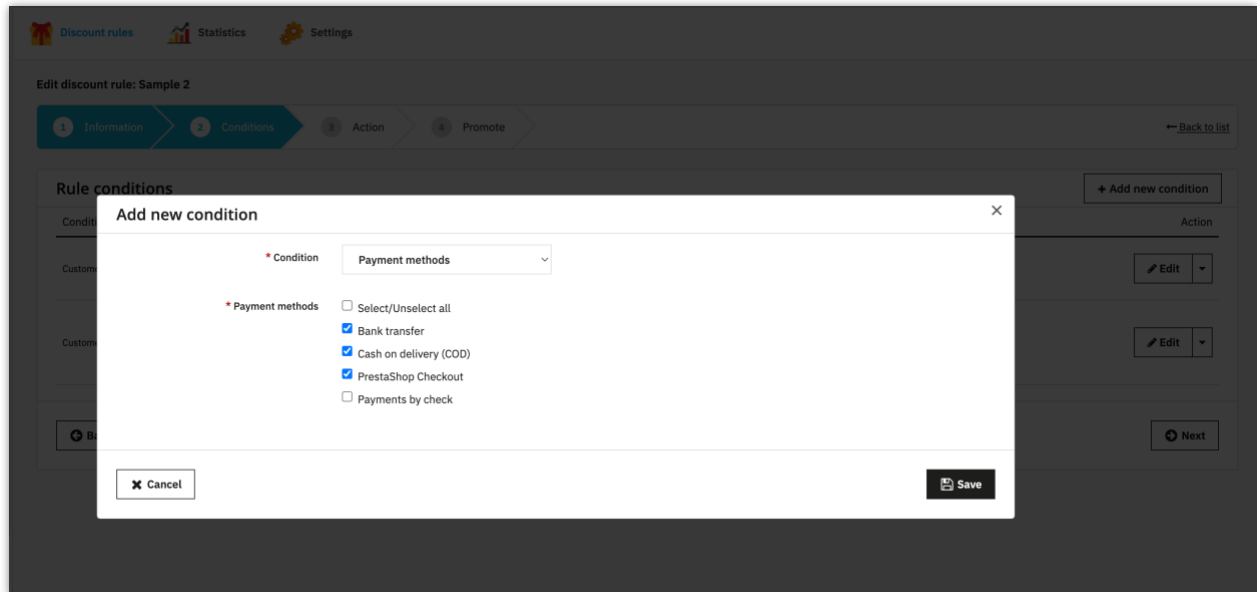 Discount rules Statistics Settings
Edit discount rule: Sample 2
1 Information 2 Conditions 3 Action 4 Promote ←Back to list
Rule conditions + Add new condition
Add new condition ×
Action
* Condition Payment methods
Edit
* Payment methods Select/Unselect all
Bank transfer
Edit
Cash on delivery (COD)
PrestaShop Checkout
Payments by check
Next
Cancel Save